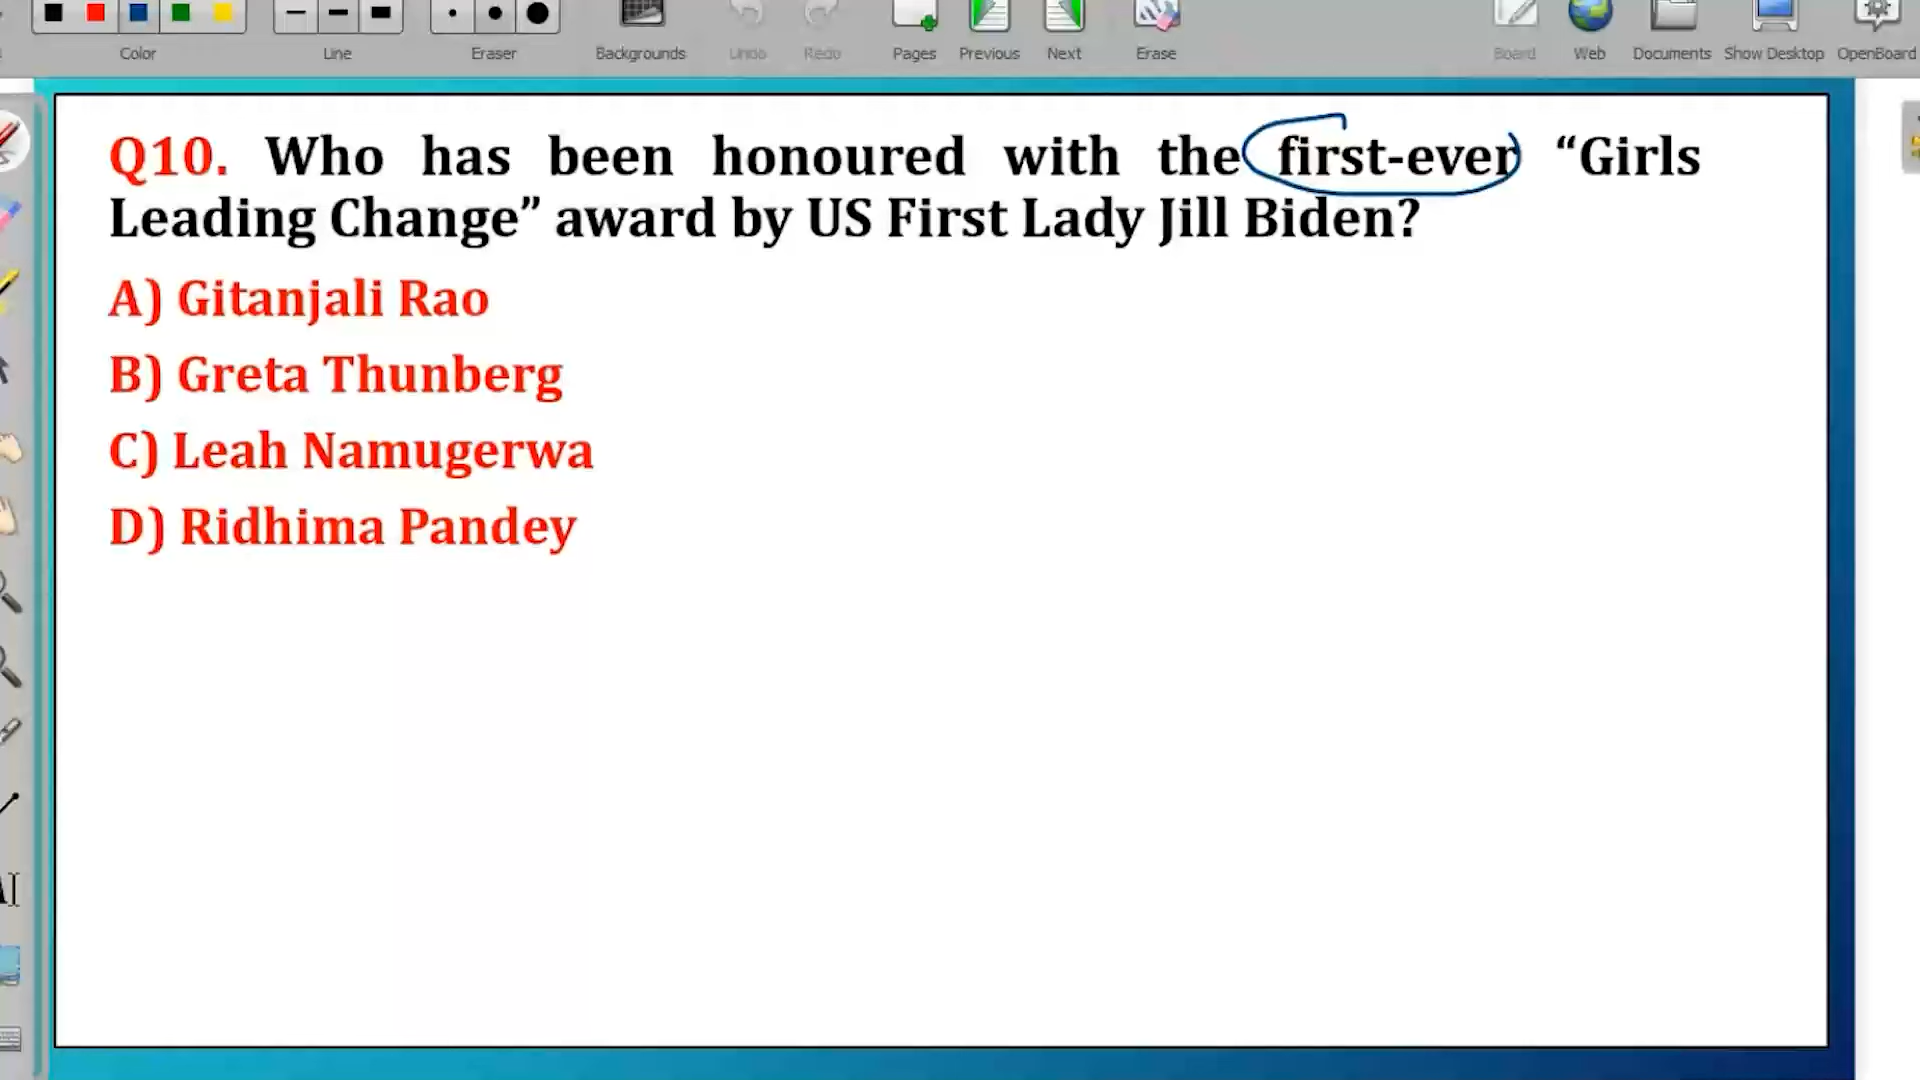 Color
Line
Eraser
Backgrounds
Undo
Redo
Pages
Previous
Next
Erase
Board
Web
Documents
Show Desktop
OpenBoard
Q10. Who has been honoured with the first-ever “Girls
Leading Change” award by US First Lady Jill Biden?
A) Gitanjali Rao
B) Greta Thunberg
C) Leah Namugerwa
D) Ridhima Pandey